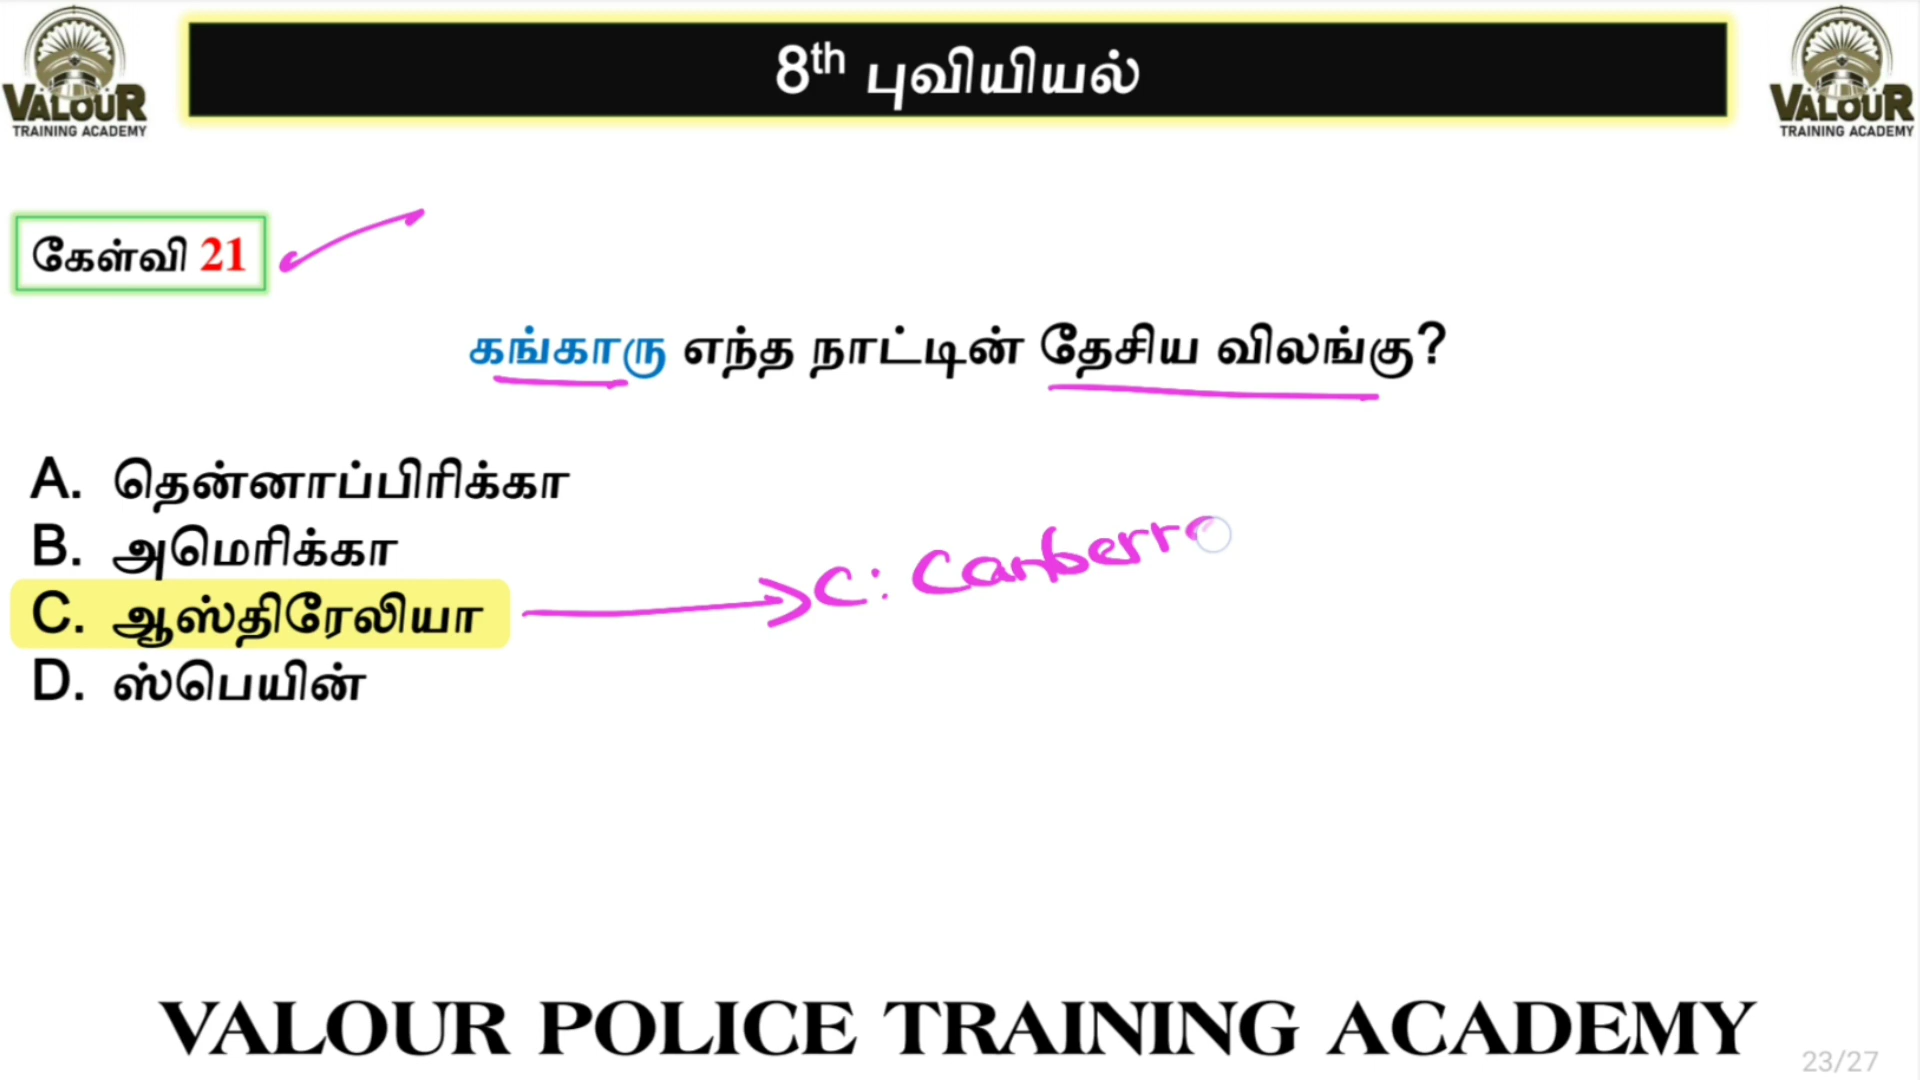 VALOUR
TRAINING ACADEMY
8th புவியியல்
VALOUR
TRAINING ACADEMY
கேள்வி 21
கங்காரு எந்த நாட்டின் தேசிய விலங்கு?
A. தென்னாப்பிரிக்கா
B. அமெரிக்கா
C. ஆஸ்திரேலியா
C: Canberra
D. ஸ்பெயின்
VALOUR POLICE TRAINING ACADEMY
23/27